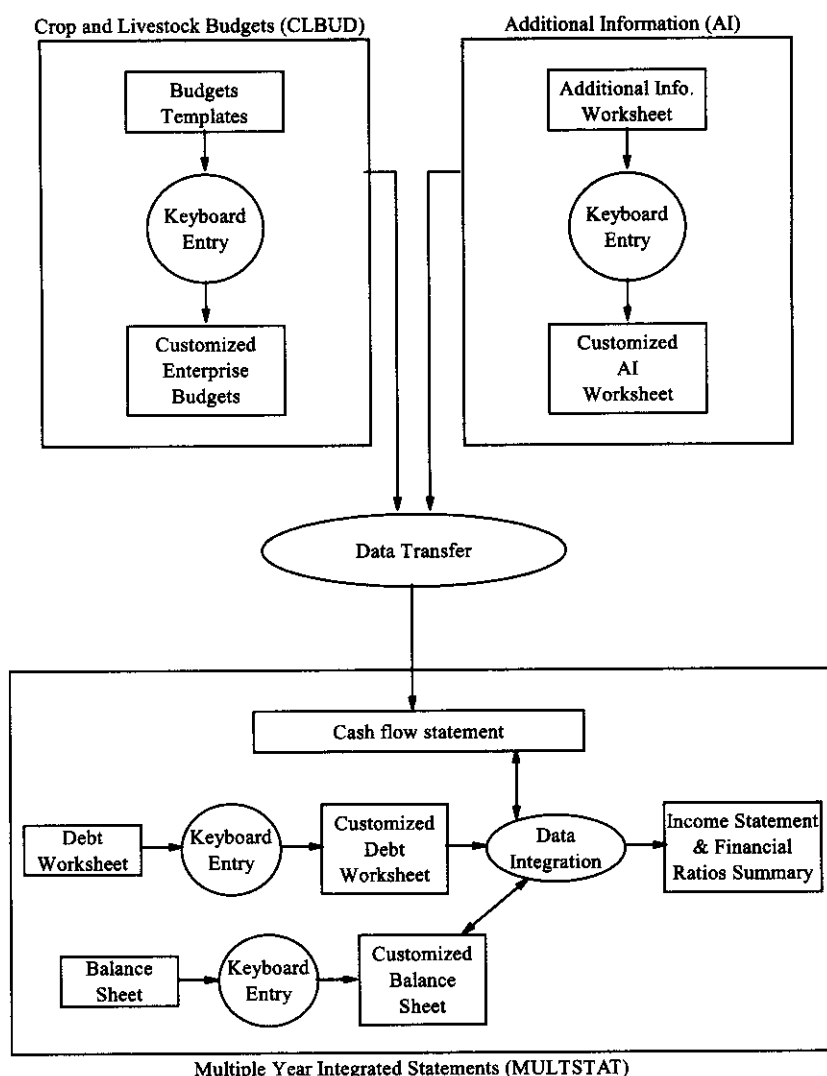 Crop and Livestock Budgets (CLBUD)
Budgets
Templates
Keyboard
Entry
Customized
Enterprise
Budgets
Additional Information (AI)
Additional Info.
Worksheet
Keyboard
Entry
Customized
AI
Worksheet
Data Transfer
Cash flow statement
Debt
Worksheet
Keyboard
Entry
Customized
Debt
Worksheet
Data
Integration
Income Statement
& Financial
Ratios Summary
Balance
Sheet
Keyboard
Entry
Customized
Balance
Sheet
Multiple Year Integrated Statements (MULTSTAT)